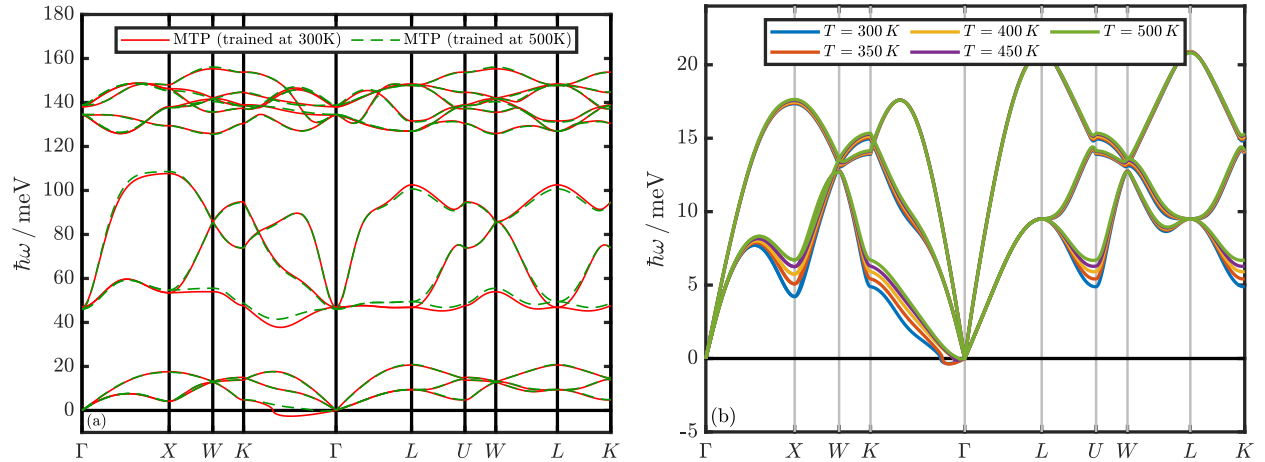 180
160
140
120
100
80
60
40
20
0
ħω / meV
MTP (trained at 300K) MTP (trained at 500K)
(a)
Γ X W K Γ L U W L K
20
15
10
5
0
-5
ħω / meV
T = 300 K T = 400 K T = 500 K
T = 350 K T = 450 K
(b)
Γ X W K Γ L U W L K